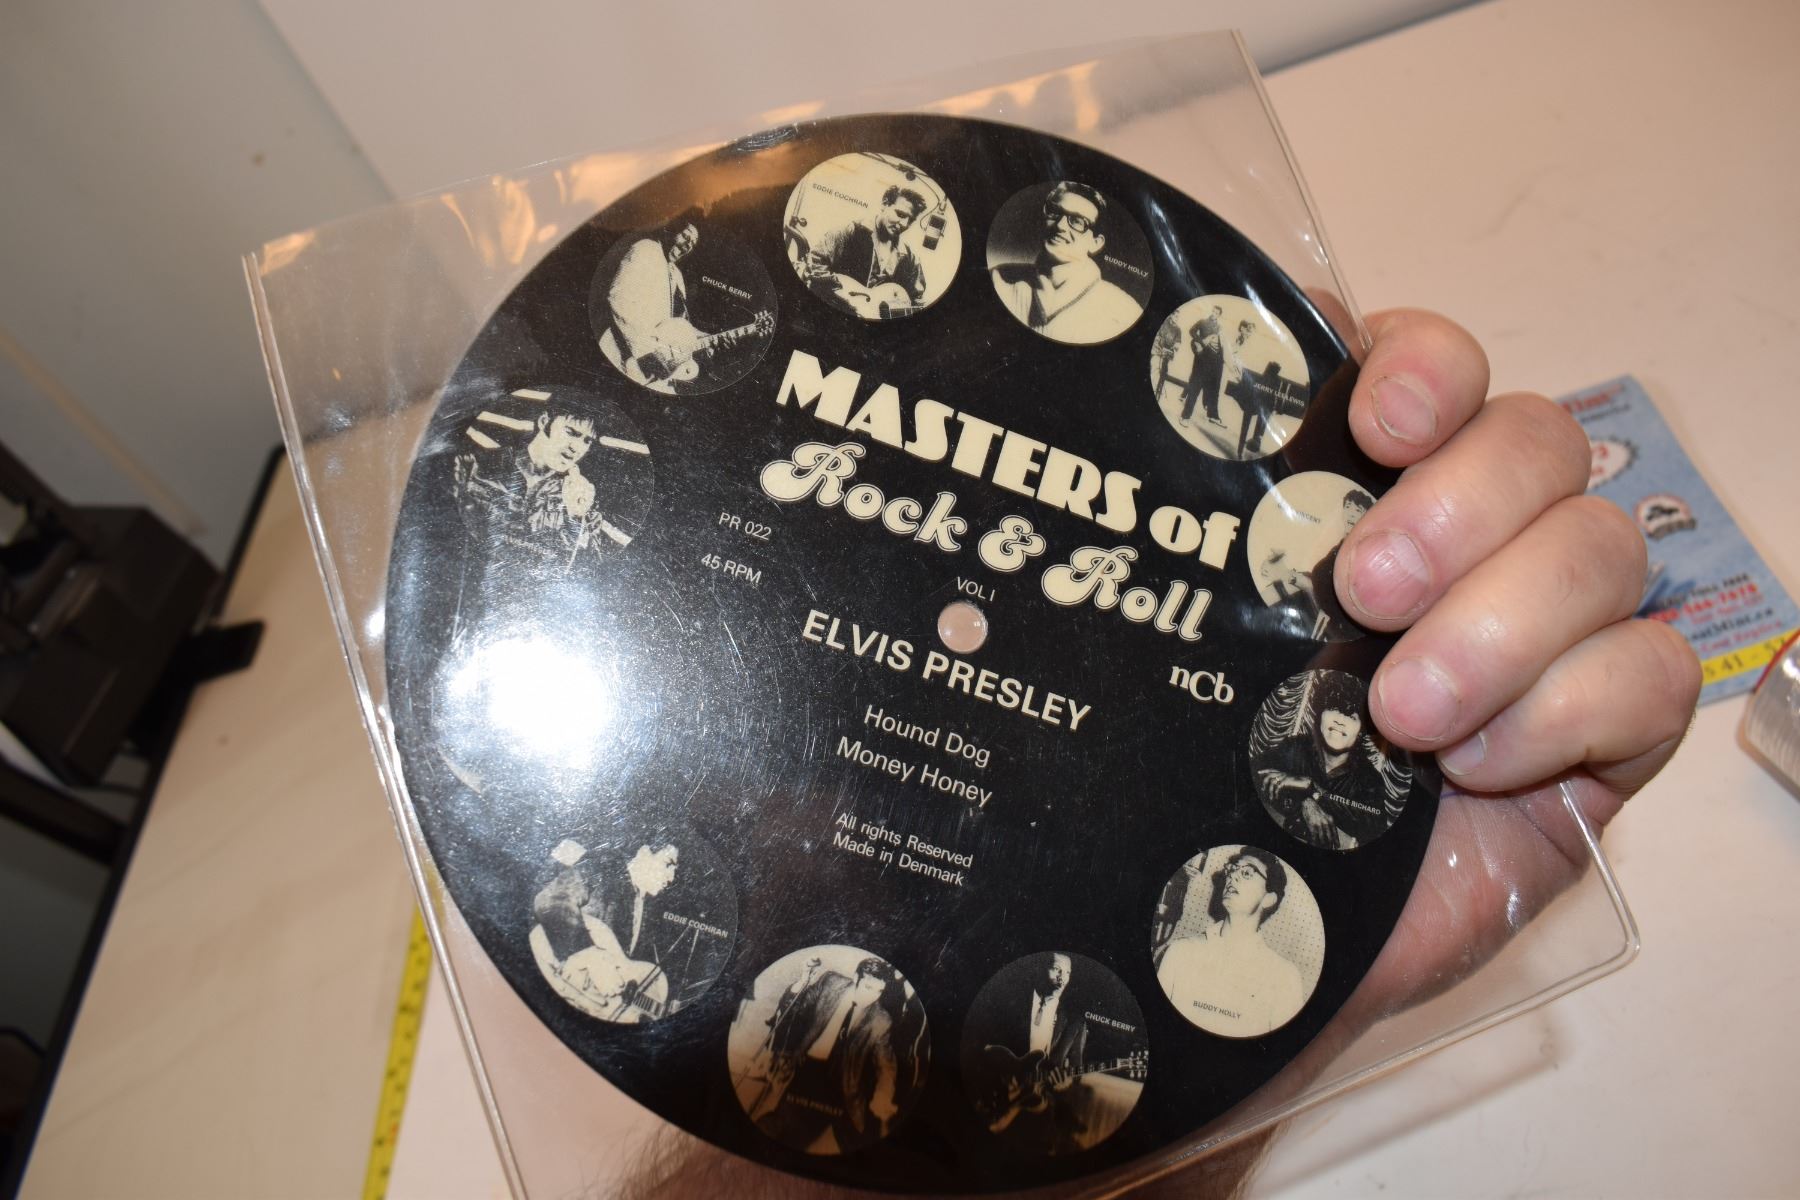 EDDIE COCHRAN
BUDDY HOLLY
CHUCK BERRY
JERRY LEE LEWIS
MASTERS of
Rock & Roll
VOL I
PR 022
45 RPM
VINCENT
ELVIS PRESLEY
nCb
Hound Dog
Money Honey
All rights Reserved
Made in Denmark
LITTLE RICHARD
EDDIE COCHRAN
BUDDY HOLLY
CHUCK BERRY
ELVIS PRESLEY